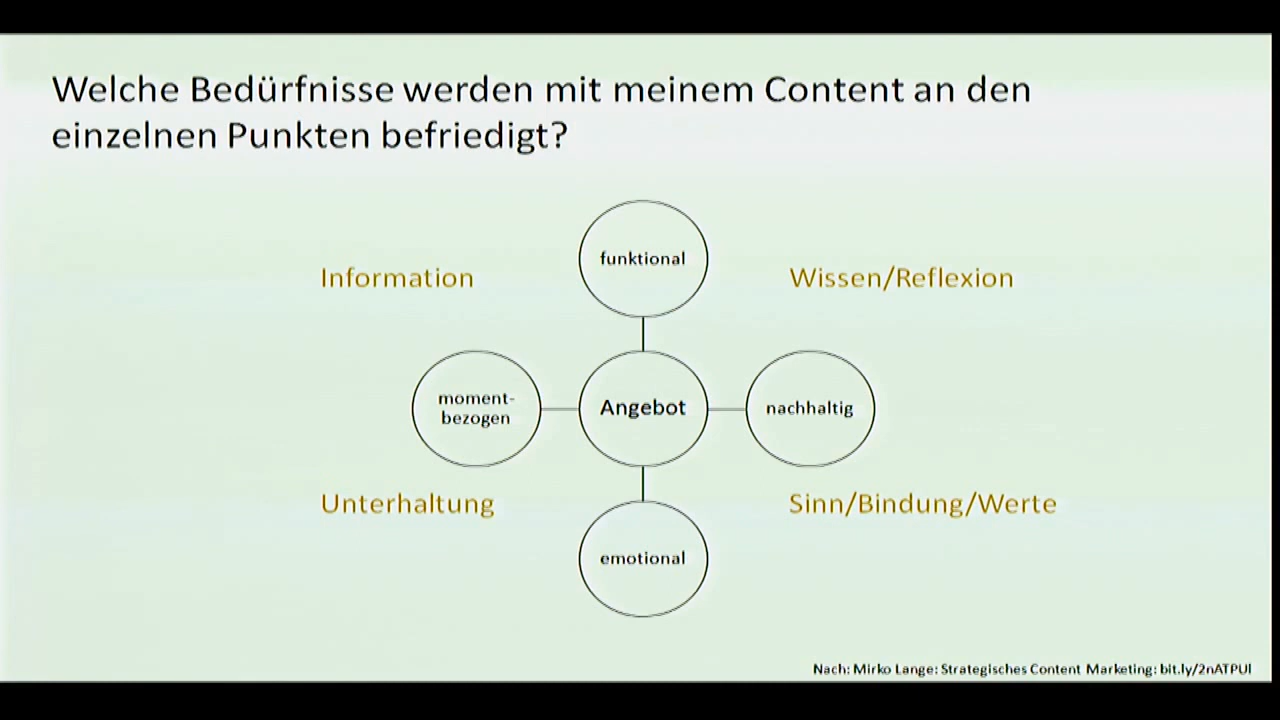 Welche Bedürfnisse werden mit meinem Content an den
einzelnen Punkten befriedigt?
funktional
Information
Wissen/Reflexion
moment-
bezogen
Angebot
nachhaltig
Unterhaltung
Sinn/Bindung/Werte
emotional
Nach: Mirko Lange: Strategisches Content Marketing: bit.ly/2nATPUl